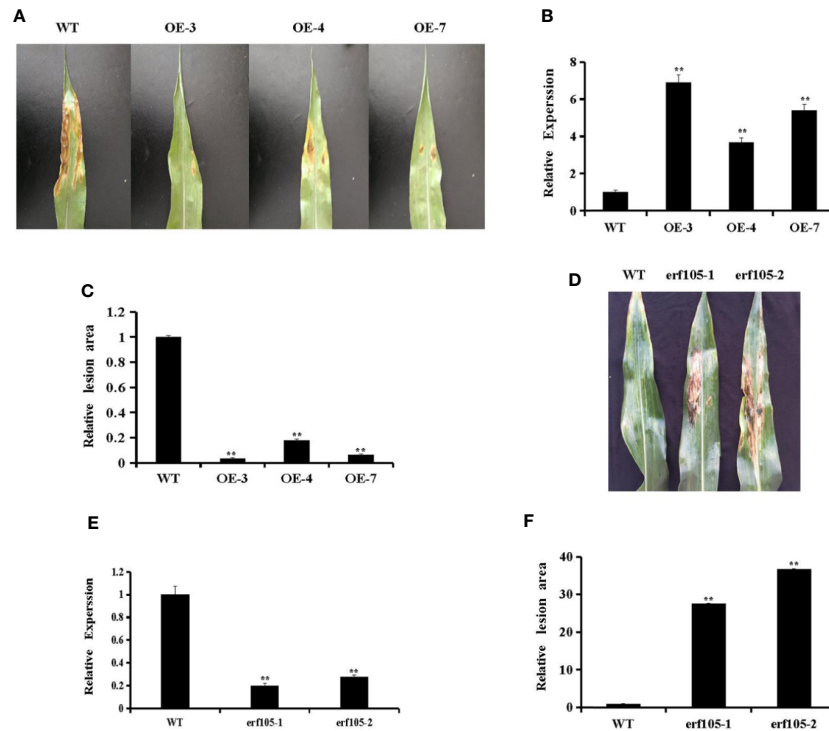 A
WT OE-3 OE-4 OE-7
B
Relative Experssion
8
6
4
2
0
**
**
**
WT OE-3 OE-4 OE-7
C
Relative lesion area
1.2
1
0.8
0.6
0.4
0.2
0
**
**
**
WT OE-3 OE-4 OE-7
D
WT erf105-1 erf105-2
E
Relative Experssion
1.2
1
0.8
0.6
0.4
0.2
0
**
**
WT erf105-1 erf105-2
F
Relative lesion area
40
30
20
10
0
**
**
WT erf105-1 erf105-2